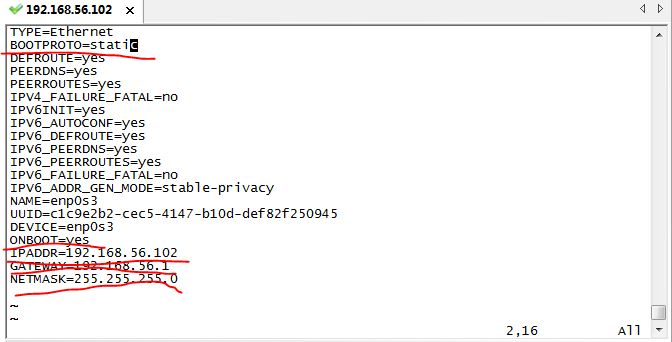 192.168.56.102
TYPE=Ethernet
BOOTPROTO=static
DEFROUTE=yes
PEERDNS=yes
PEERROUTES=yes
IPV4_FAILURE_FATAL=no
IPV6INIT=yes
IPV6_AUTOCONF=yes
IPV6_DEFROUTE=yes
IPV6_PEERDNS=yes
IPV6_PEERROUTES=yes
IPV6_FAILURE_FATAL=no
IPV6_ADDR_GEN_MODE=stable-privacy
NAME=enp0s3
UUID=c1c9e2b2-cec5-4147-b10d-def82f250945
DEVICE=enp0s3
ONBOOT=yes
IPADDR=192.168.56.102
GATEWAY=192.168.56.1
NETMASK=255.255.255.0
~
~
2,16 All